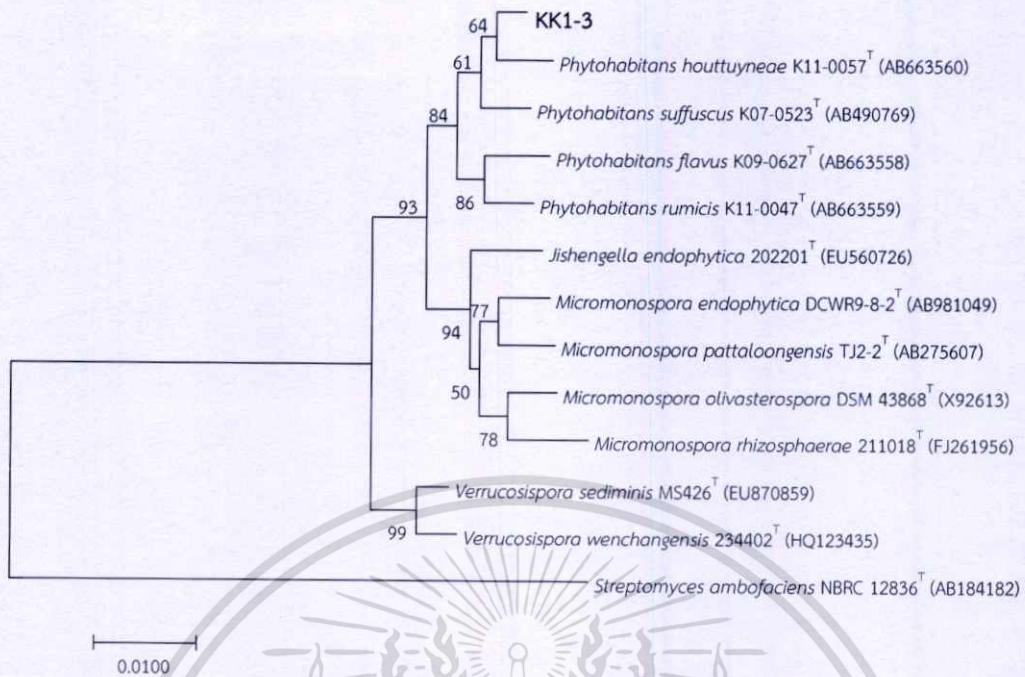 64
KK1-3
Phytohabitans houttuyneae K11-0057T (AB663560)
61
Phytohabitans suffuscus K07-0523T (AB490769)
84
Phytohabitans flavus K09-0627T (AB663558)
86
Phytohabitans rumicis K11-0047T (AB663559)
93
Jishengella endophytica 202201T (EU560726)
77
Micromonospora endophytica DCWR9-8-2T (AB981049)
94
Micromonospora pattaloongensis TJ2-2T (AB275607)
50
Micromonospora olivasterospora DSM 43868T (X92613)
78
Micromonospora rhizosphaerae 211018T (FJ261956)
Verrucosispora sediminis MS426T (EU870859)
99
Verrucosispora wenchangensis 234402T (HQ123435)
Streptomyces ambofaciens NBRC 12836T (AB184182)
0.0100